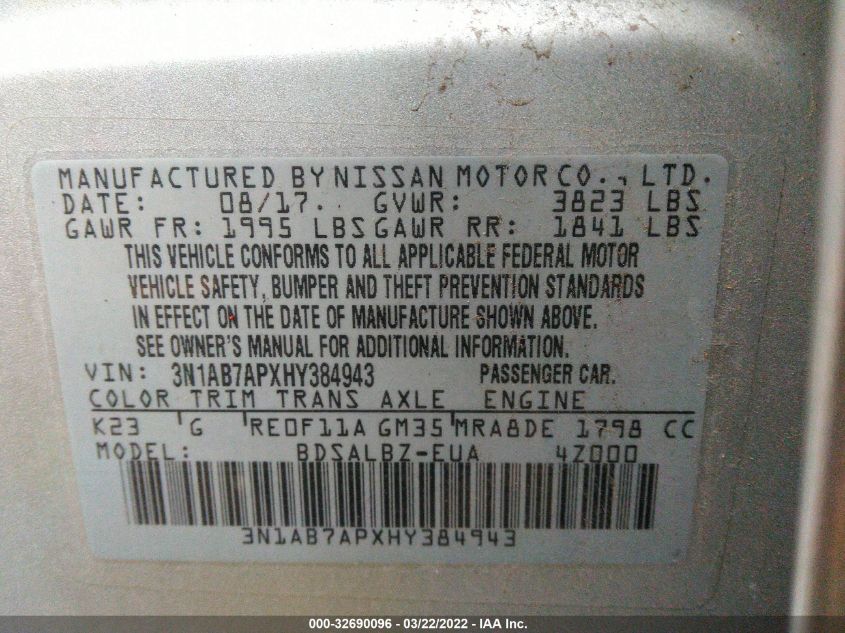 MANUFACTURED BY NISSAN MOTOR CO., LTD.
DATE: 08/17. GVWR: 3823 LBS
GAWR FR: 1995 LBS GAWR RR: 1841 LBS
THIS VEHICLE CONFORMS TO ALL APPLICABLE FEDERAL MOTOR
VEHICLE SAFETY, BUMPER AND THEFT PREVENTION STANDARDS
IN EFFECT ON THE DATE OF MANUFACTURE SHOWN ABOVE.
SEE OWNER'S MANUAL FOR ADDITIONAL INFORMATION.
VIN: 3N1AB7APXHY384943 PASSENGER CAR.
COLOR TRIM TRANS AXLE ENGINE
K23 G RE0F11A GM35 MRA8DE 1798 CC
MODEL: BDSALBZ-EUA 4Z000
3N1AB7APXHY384943
000-32690096 - 03/22/2022 - IAA Inc.